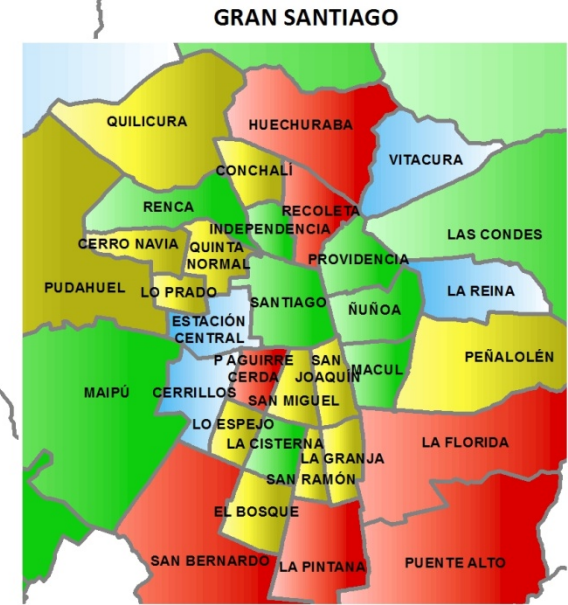 GRAN SANTIAGO
QUILICURA
HUECHURABA
VITACURA
CONCHALÍ
RENCA
RECOLETA
INDEPENDENCIA
LAS CONDES
CERRO NAVIA
QUINTA
NORMAL
PROVIDENCIA
PUDAHUEL
LO PRADO
LA REINA
SANTIAGO
ÑUÑOA
ESTACIÓN
CENTRAL
P AGUIRRE
CERDA
SAN
JOAQUÍN
MACUL
PEÑALOLÉN
MAIPÚ
CERRILLOS
SAN MIGUEL
LO ESPEJO
LA CISTERNA
LA FLORIDA
LA GRANJA
SAN RAMÓN
EL BOSQUE
SAN BERNARDO
LA PINTANA
PUENTE ALTO